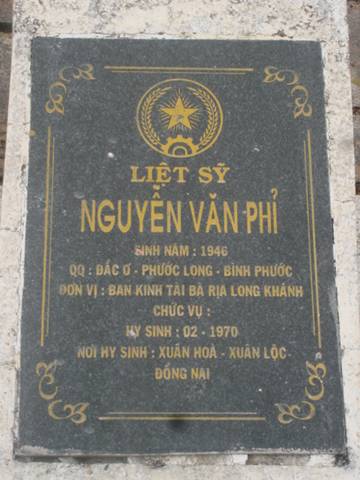 LIỆT SỸ
NGUYỄN VĂN PHỈ
SINH NĂM : 1946
QQ : ĐẮC Ơ - PHƯỚC LONG - BÌNH PHƯỚC
ĐƠN VỊ : BAN KINH TÀI BÀ RỊA LONG KHÁNH
CHỨC VỤ :
HY SINH : 02 - 1970
NƠI HY SINH : XUÂN HOÀ - XUÂN LỘC
ĐỒNG NAI